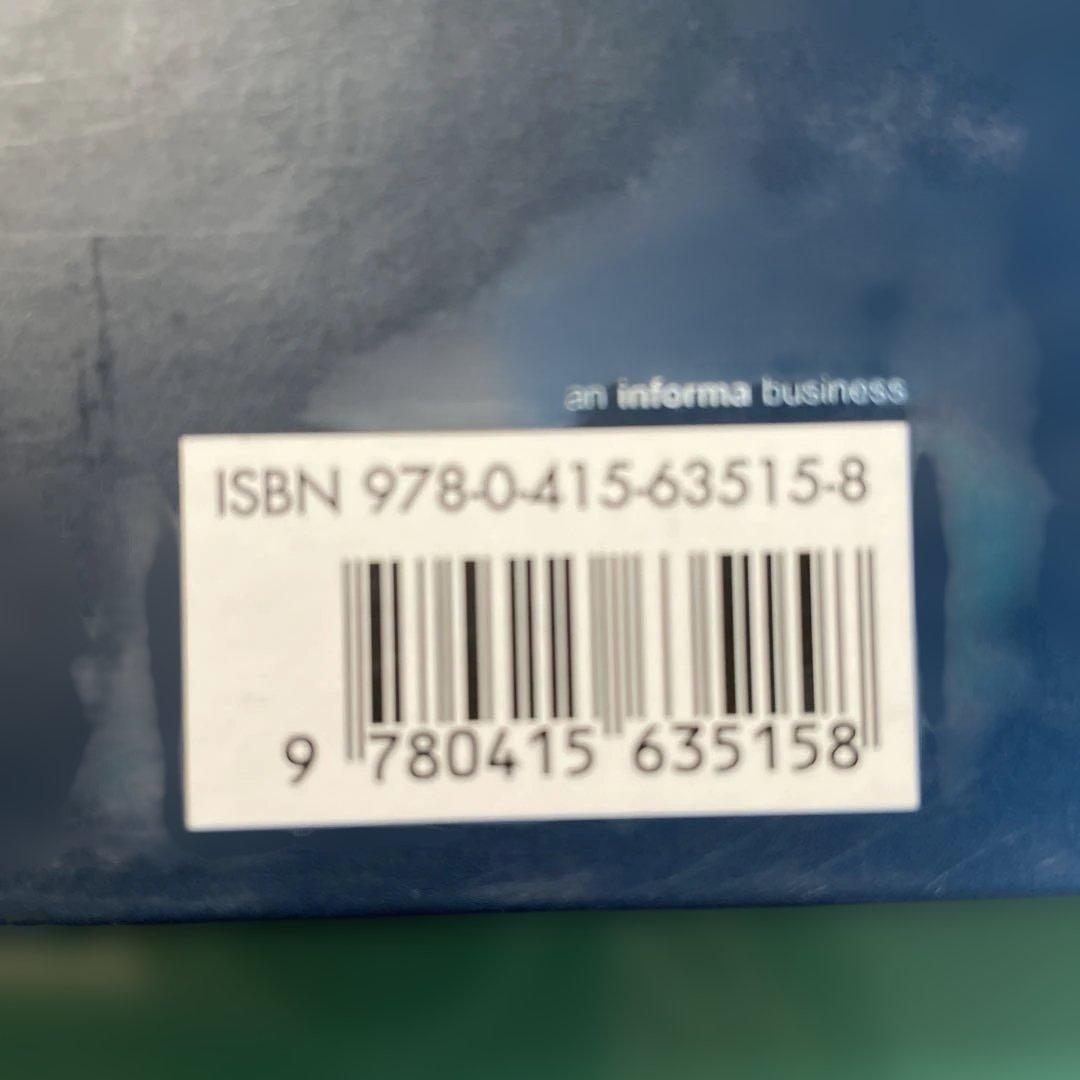 an informa business
ISBN 978-0-415-63515-8
9 780415 635158